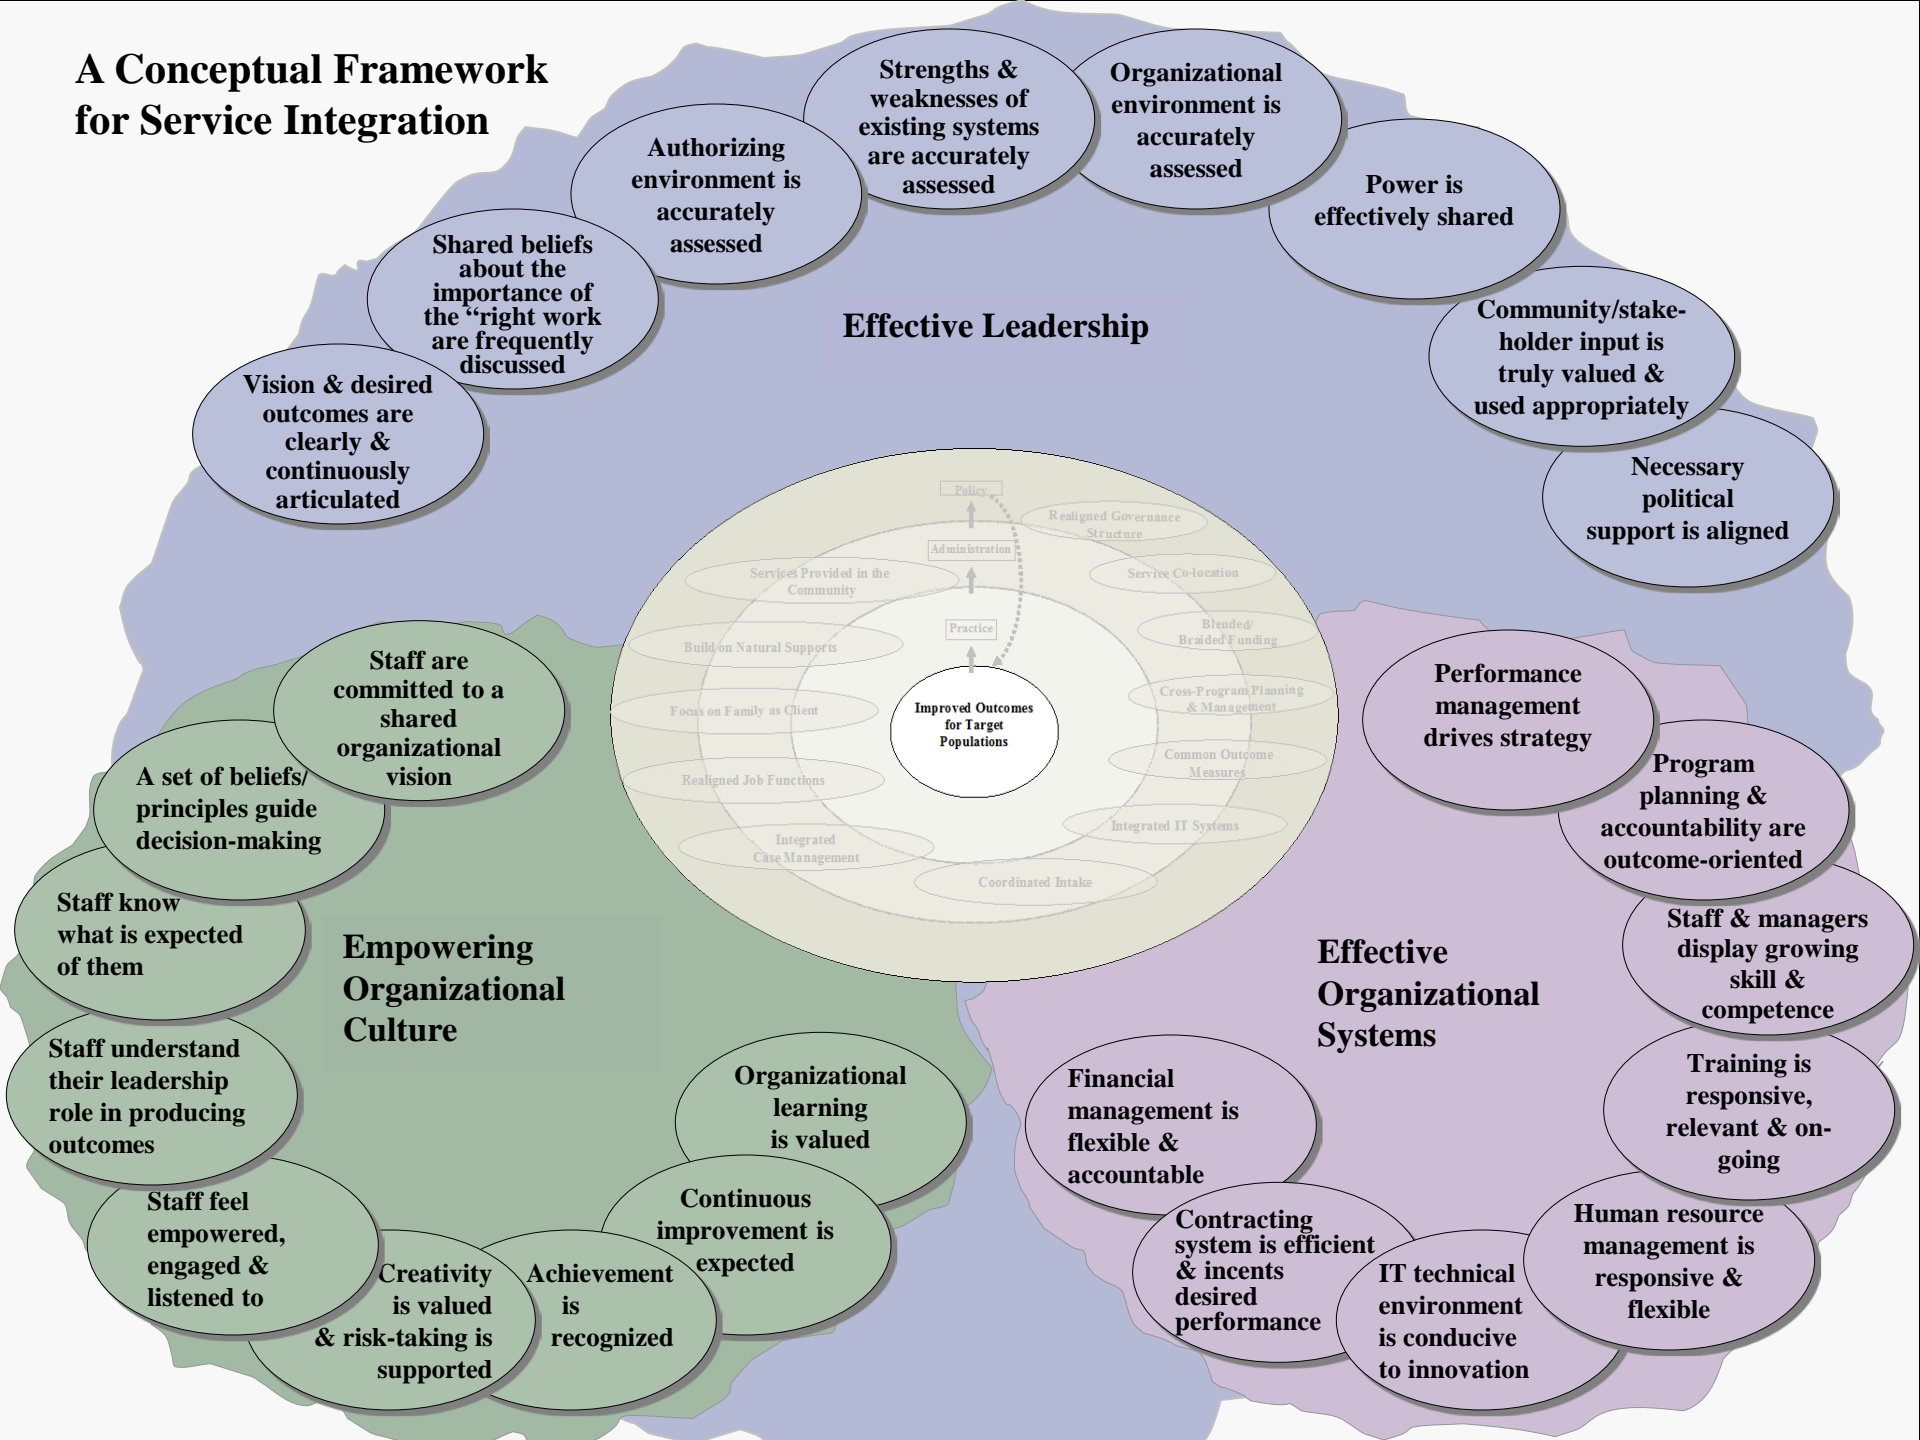 A Conceptual Framework
for Service Integration
Strengths &
weaknesses of
existing systems
are accurately
assessed
Organizational
environment is
accurately
assessed
Authorizing
environment is
accurately
assessed
Power is
effectively shared
Shared beliefs
about the
importance of
the “right work
are frequently
discussed
Effective Leadership
Community/stake-
holder input is
truly valued &
used appropriately
Vision & desired
outcomes are
clearly &
continuously
articulated
Necessary
political
support is aligned
Policy
Realigned Governance
Structure
Administration
Services Provided in the
Community
Service Co-location
Practice
Blended/
Braided Funding
Build on Natural Supports
Cross-Program Planning
& Management
Focus on Family as Client
Improved Outcomes
for Target
Populations
Common Outcome
Measures
Realigned Job Functions
Integrated IT Systems
Integrated
Case Management
Coordinated Intake
Staff are
committed to a
shared
organizational
vision
A set of beliefs/
principles guide
decision-making
Staff know
what is expected
of them
Empowering
Organizational
Culture
Staff understand
their leadership
role in producing
outcomes
Staff feel
empowered,
engaged &
listened to
Creativity
is valued
& risk-taking is
supported
Achievement
is
recognized
Continuous
improvement is
expected
Organizational
learning
is valued
Performance
management
drives strategy
Program
planning &
accountability are
outcome-oriented
Staff & managers
display growing
skill &
competence
Effective
Organizational
Systems
Training is
responsive,
relevant & on-
going
Financial
management is
flexible &
accountable
Contracting
system is efficient
& incents
desired
performance
IT technical
environment
is conducive
to innovation
Human resource
management is
responsive &
flexible